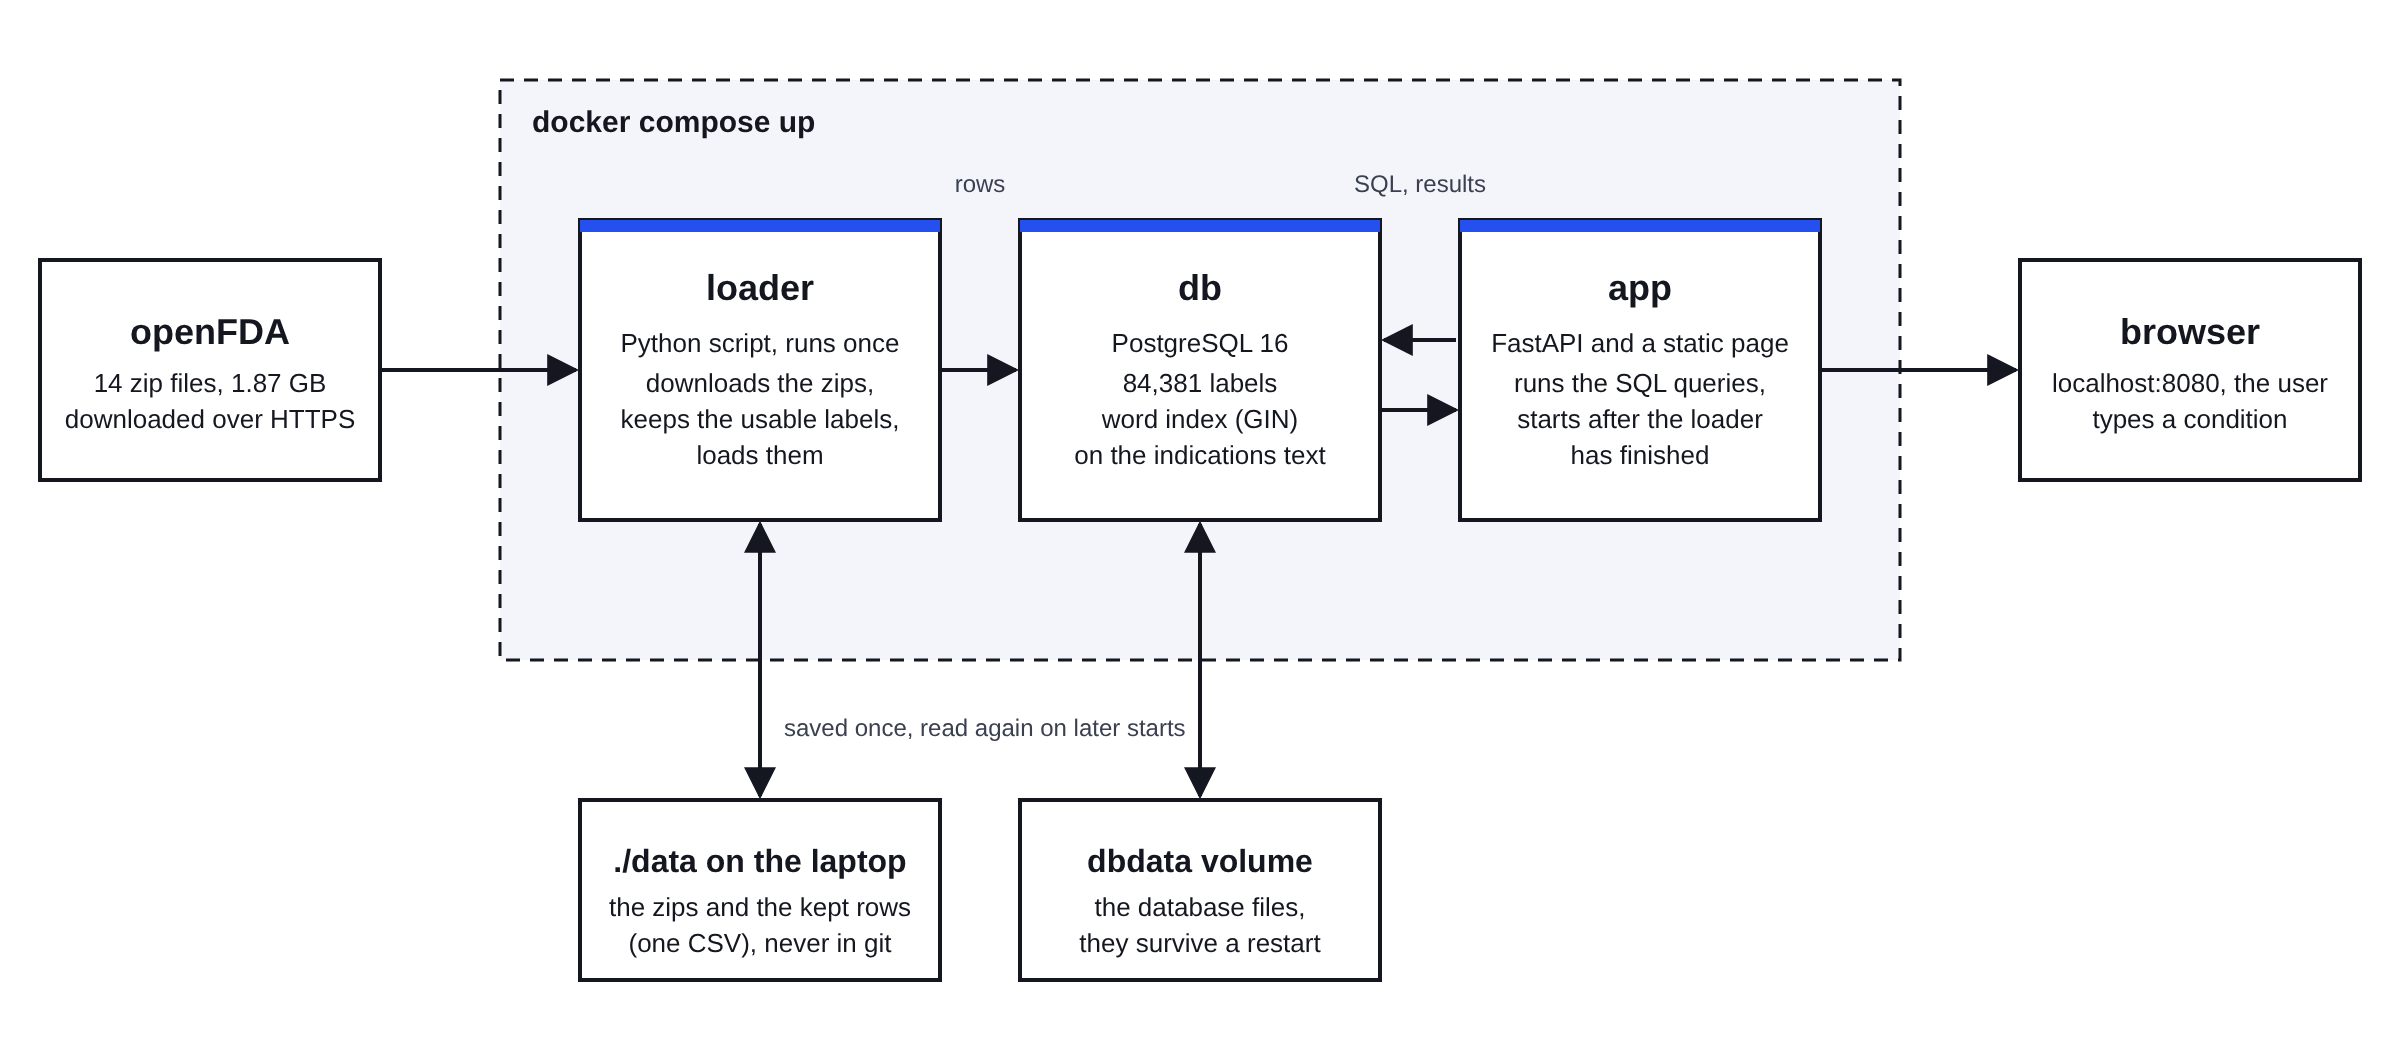 docker compose up
rows
SQL, results
openFDA
14 zip files, 1.87 GB
downloaded over HTTPS
loader
Python script, runs once
downloads the zips,
keeps the usable labels,
loads them
db
PostgreSQL 16
84,381 labels
word index (GIN)
on the indications text
app
FastAPI and a static page
runs the SQL queries,
starts after the loader
has finished
browser
localhost:8080, the user
types a condition
saved once, read again on later starts
./data on the laptop
the zips and the kept rows
(one CSV), never in git
dbdata volume
the database files,
they survive a restart